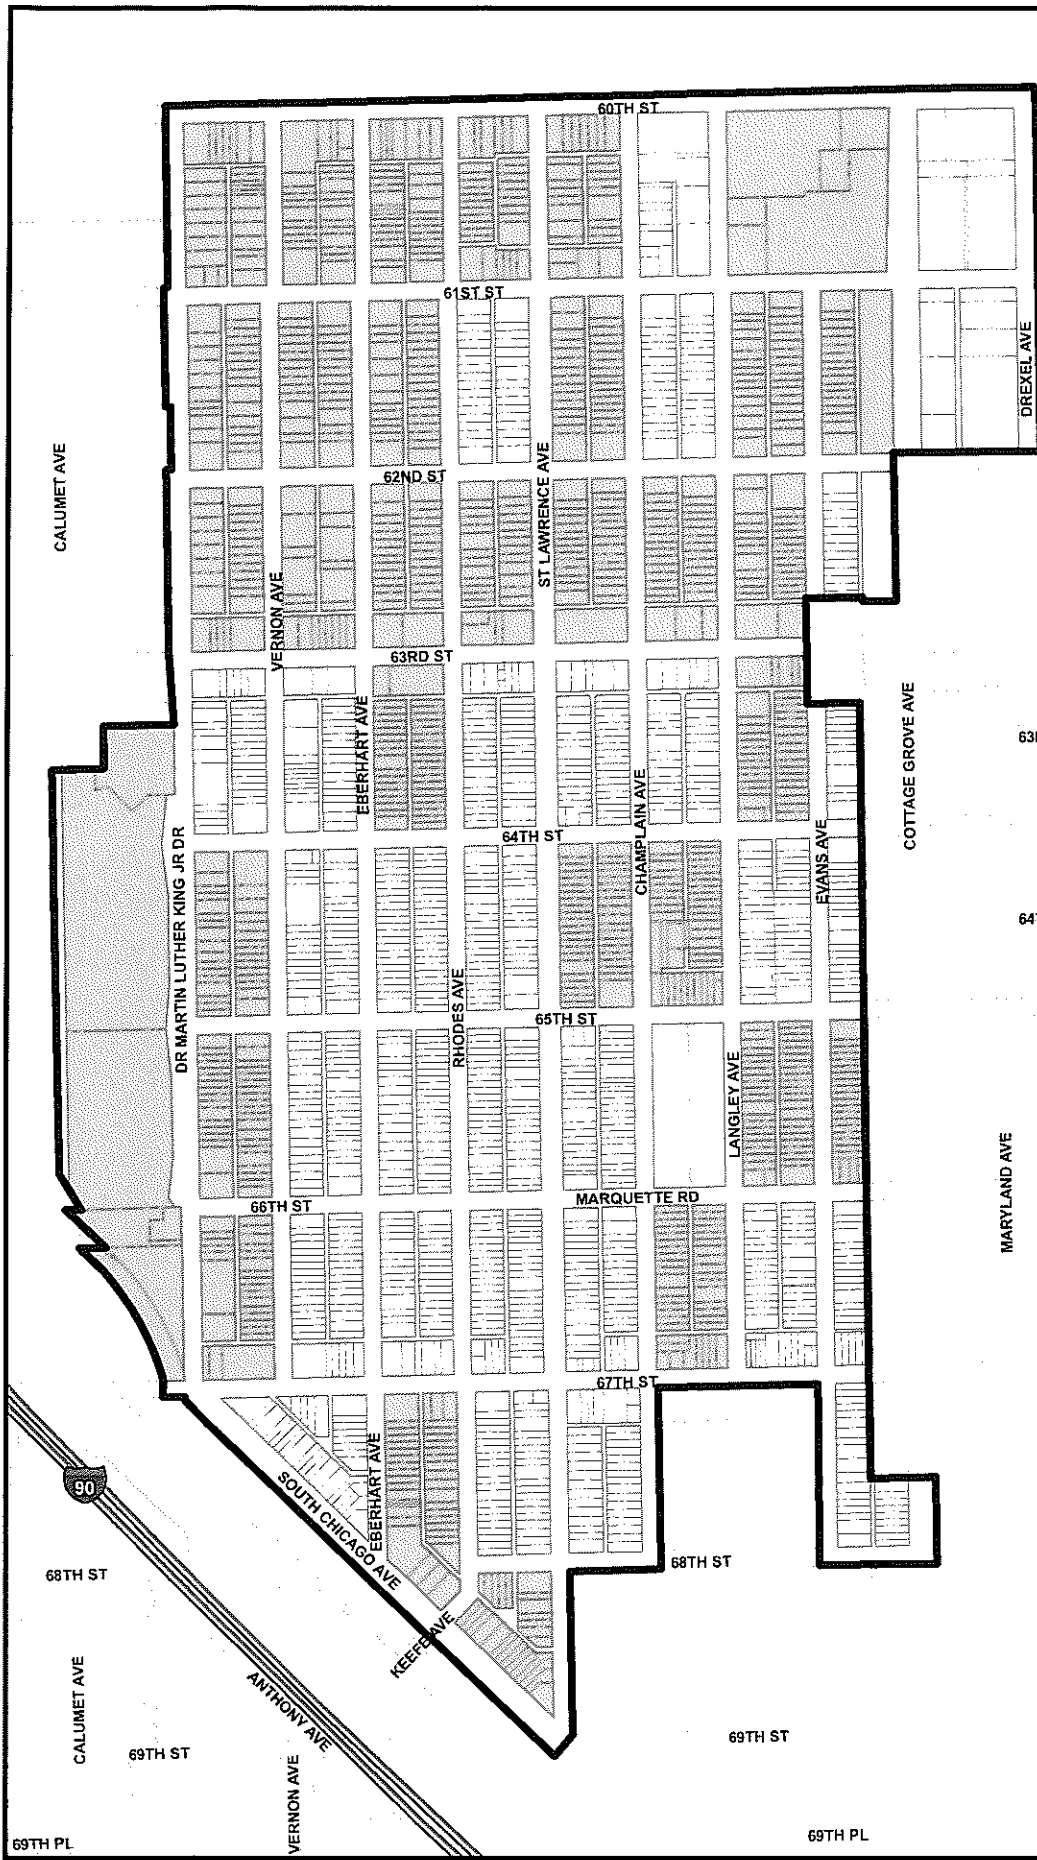 60TH ST
61ST ST
DREXEL AVE
CALUMET AVE
62ND ST
ST LAWRENCE AVE
VERNON AVE
63RD ST
EBERHART AVE
COTTAGE GROVE AVE
CHAMPLAIN AVE
64TH ST
EVANS AVE
DR MARTIN LUTHER KING JR DR
RHODES AVE
65TH ST
LANGLEY AVE
MARYLAND AVE
MARQUETTE RD
66TH ST
67TH ST
90
EBERHART AVE
SOUTH CHICAGO AVE
68TH ST
68TH ST
KEEFE AVE
CALUMET AVE
ANTHONY AVE
69TH ST
69TH ST
VERNON AVE
69TH PL
69TH PL